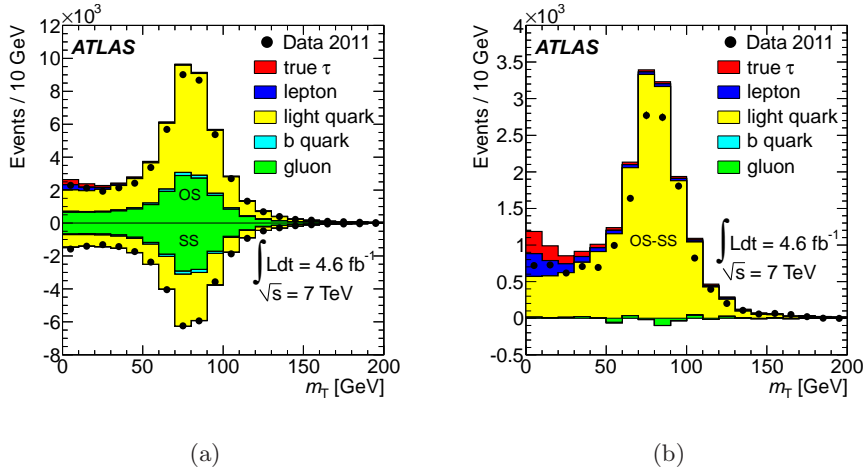 ×10³
ATLAS
Data 2011
true τ
lepton
light quark
b quark
gluon
OS
SS
∫Ldt = 4.6 fb⁻¹
√s = 7 TeV
Events / 10 GeV
12
10
8
6
4
2
0
-2
-4
-6
-8
0 50 100 150 200
m_T [GeV]
(a)
×10³
ATLAS
Data 2011
true τ
lepton
light quark
b quark
gluon
OS-SS
∫Ldt = 4.6 fb⁻¹
√s = 7 TeV
Events / 10 GeV
4
3.5
3
2.5
2
1.5
1
0.5
0
-0.5
0 50 100 150 200
m_T [GeV]
(b)